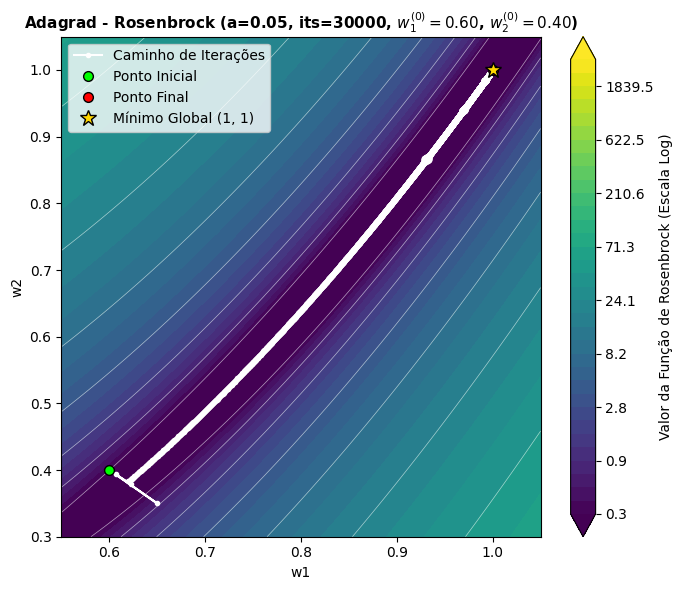 Adagrad - Rosenbrock (a=0.05, its=30000, $w_1^{(0)} = 0.60$, $w_2^{(0)} = 0.40$)
Caminho de Iterações
Ponto Inicial
Ponto Final
Mínimo Global (1, 1)
1.0
0.9
0.8
0.7
0.6
0.5
0.4
0.3
w2
0.6
0.7
0.8
0.9
1.0
w1
1839.5
622.5
210.6
71.3
24.1
8.2
2.8
0.9
0.3
Valor da Função de Rosenbrock (Escala Log)